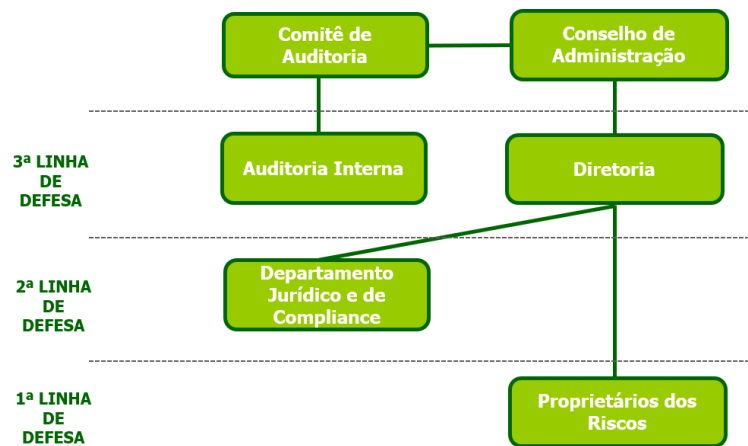 Comitê de
Auditoria
Conselho de
Administração
3ª LINHA
DE
DEFESA
Auditoria Interna
Diretoria
2ª LINHA
DE
DEFESA
Departamento
Jurídico e de
Compliance
1ª LINHA
DE
DEFESA
Proprietários dos
Riscos